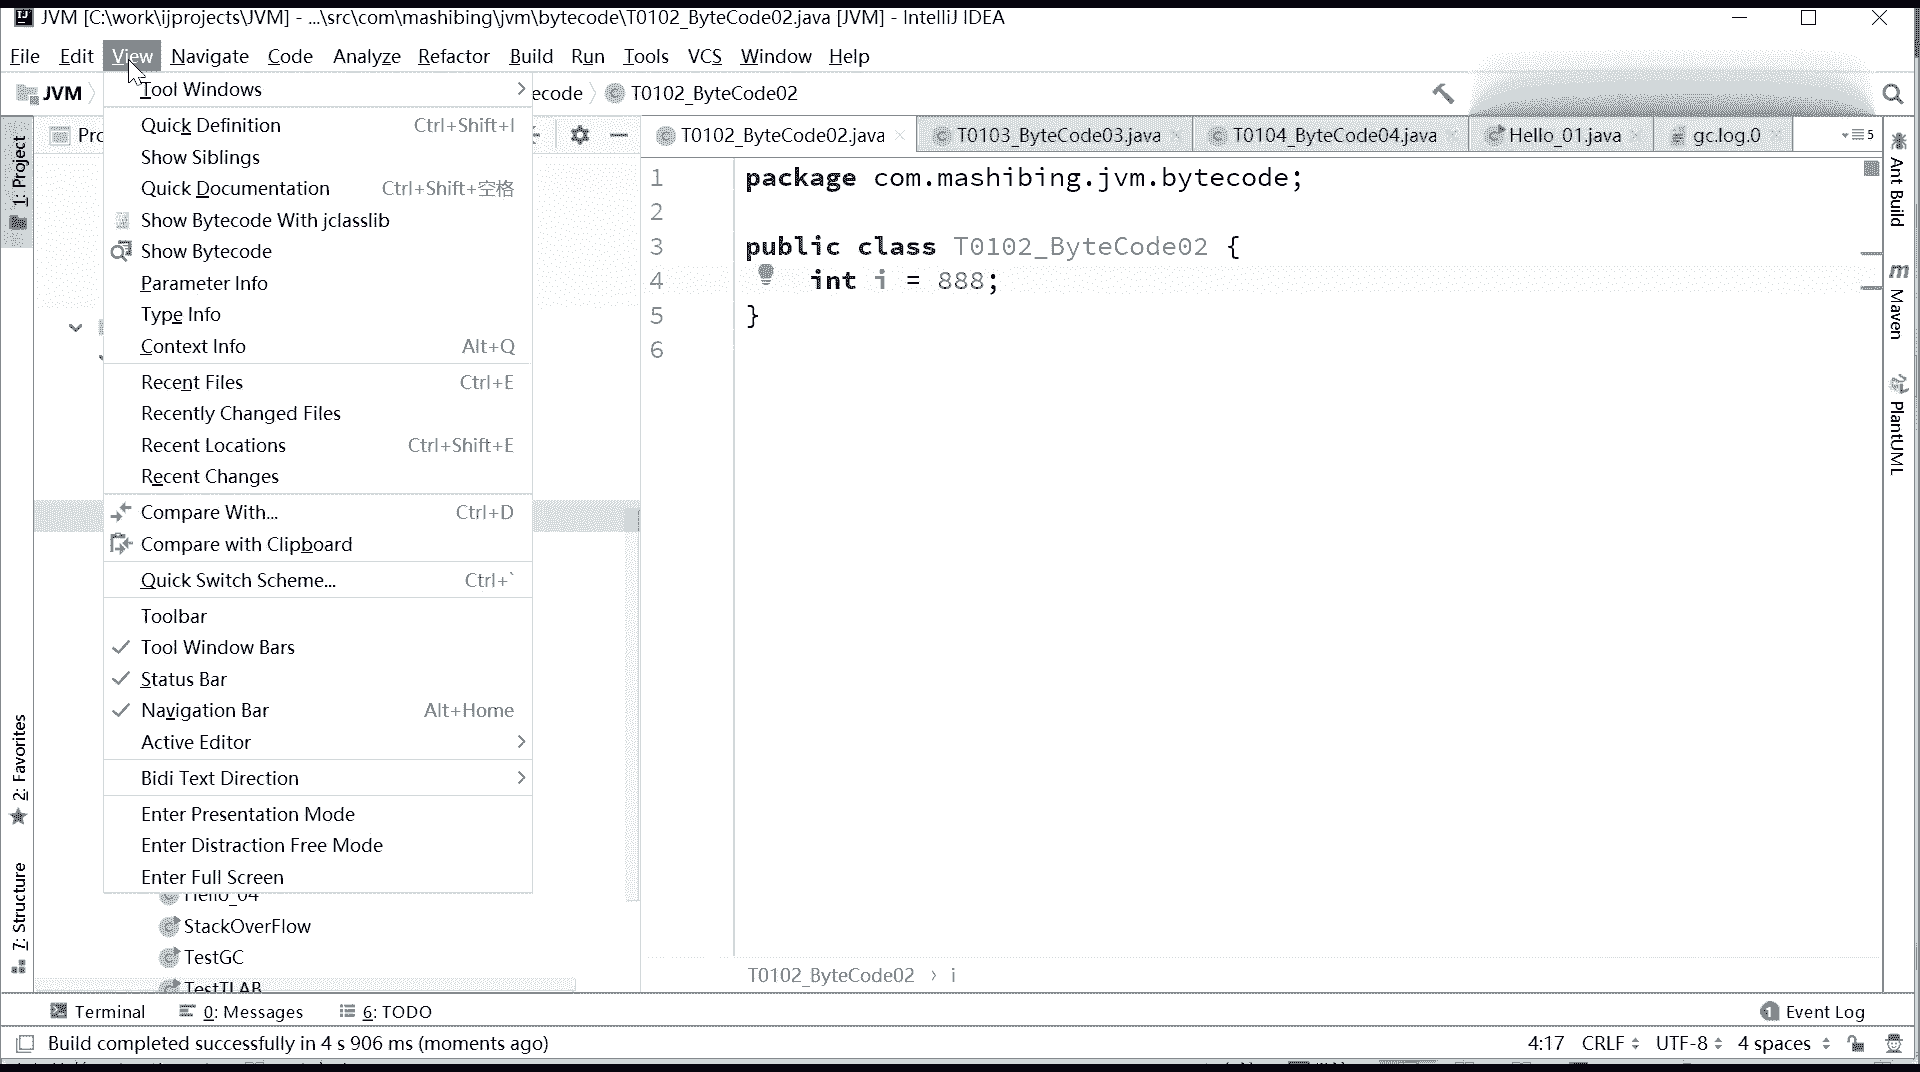 JVM [C:\work\ijprojects\JVM] - ...\src\com\mashibing\jvm\bytecode\T0102_ByteCode02.java [JVM] - IntelliJ IDEA
File Edit View Navigate Code Analyze Refactor Build Run Tools VCS Window Help
JVM ecode T0102_ByteCode02
Tool Windows
1: Project
Pro
T0102_ByteCode02.java T0103_ByteCode03.java T0104_ByteCode04.java Hello_01.java gc.log.0 5
Quick Definition Ctrl+Shift+I
Show Siblings
Quick Documentation Ctrl+Shift+空格
Show Bytecode With jclasslib
Show Bytecode
Parameter Info
Type Info
Context Info Alt+Q
Recent Files Ctrl+E
Recently Changed Files
Recent Locations Ctrl+Shift+E
Recent Changes
Compare With... Ctrl+D
Compare with Clipboard
Quick Switch Scheme... Ctrl+`
Toolbar
Tool Window Bars
Status Bar
Navigation Bar Alt+Home
Active Editor
Bidi Text Direction
Enter Presentation Mode
Enter Distraction Free Mode
Enter Full Screen
Hello_04
StackOverFlow
TestGC
TestTLAB
1 package com.mashibing.jvm.bytecode;
2
3 public class T0102_ByteCode02 {
4 int i = 888;
5 }
6
T0102_ByteCode02 › i
Ant Build
Maven
PlantUML
2: Favorites
7: Structure
Terminal 0: Messages 6: TODO 1 Event Log
Build completed successfully in 4 s 906 ms (moments ago) 4:17 CRLF UTF-8 4 spaces